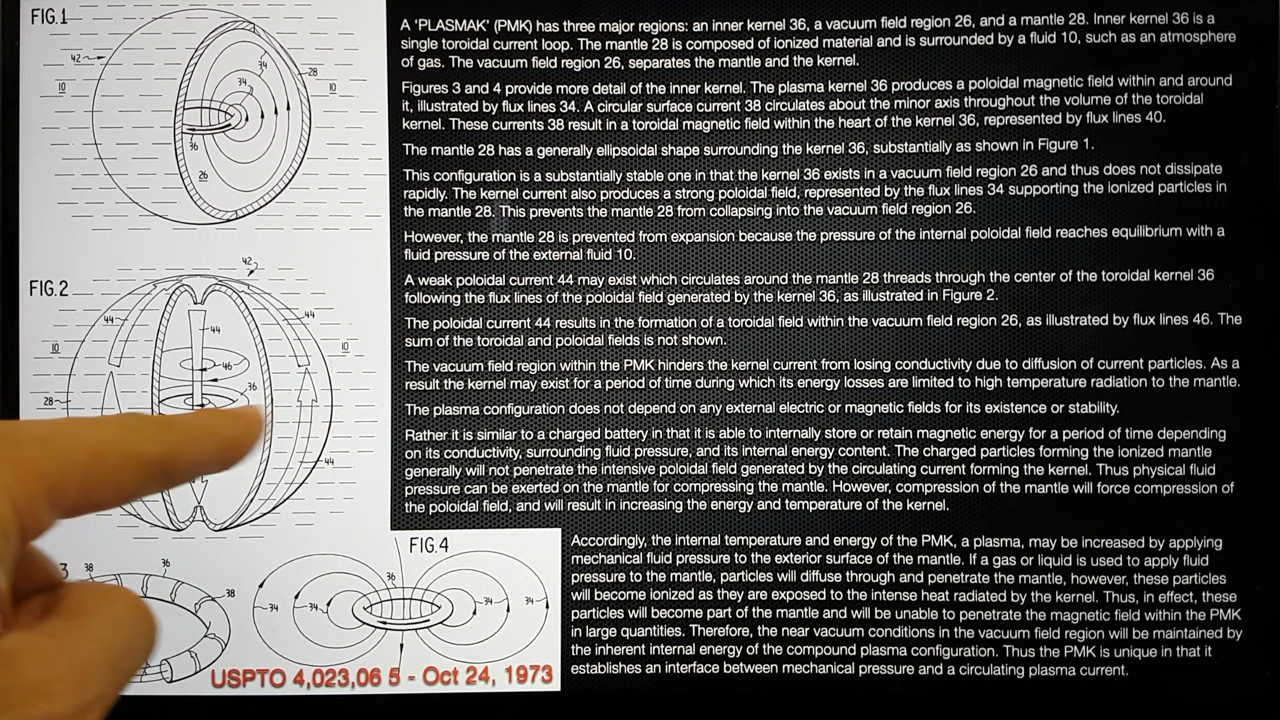 FIG.1
42
34
34
28
10
10
36
26
FIG.2
42
44
44
44
10
10
46
36
28
44
3
38
36
38
FIG.4
36
34
34
34
34
USPTO 4,023,06 5 - Oct 24, 1973
A 'PLASMAK' (PMK) has three major regions: an inner kernel 36, a vacuum field region 26, and a mantle 28. Inner kernel 36 is a
single toroidal current loop. The mantle 28 is composed of ionized material and is surrounded by a fluid 10, such as an atmosphere
of gas. The vacuum field region 26, separates the mantle and the kernel.
Figures 3 and 4 provide more detail of the inner kernel. The plasma kernel 36 produces a poloidal magnetic field within and around
it, illustrated by flux lines 34. A circular surface current 38 circulates about the minor axis throughout the volume of the toroidal
kernel. These currents 38 result in a toroidal magnetic field within the heart of the kernel 36, represented by flux lines 40.
The mantle 28 has a generally ellipsoidal shape surrounding the kernel 36, substantially as shown in Figure 1.
This configuration is a substantially stable one in that the kernel 36 exists in a vacuum field region 26 and thus does not dissipate
rapidly. The kernel current also produces a strong poloidal field, represented by the flux lines 34 supporting the ionized particles in
the mantle 28. This prevents the mantle 28 from collapsing into the vacuum field region 26.
However, the mantle 28 is prevented from expansion because the pressure of the internal poloidal field reaches equilibrium with a
fluid pressure of the external fluid 10.
A weak poloidal current 44 may exist which circulates around the mantle 28 threads through the center of the toroidal kernel 36
following the flux lines of the poloidal field generated by the kernel 36, as illustrated in Figure 2.
The poloidal current 44 results in the formation of a toroidal field within the vacuum field region 26, as illustrated by flux lines 46. The
sum of the toroidal and poloidal fields is not shown.
The vacuum field region within the PMK hinders the kernel current from losing conductivity due to diffusion of current particles. As a
result the kernel may exist for a period of time during which its energy losses are limited to high temperature radiation to the mantle.
The plasma configuration does not depend on any external electric or magnetic fields for its existence or stability.
Rather it is similar to a charged battery in that it is able to internally store or retain magnetic energy for a period of time depending
on its conductivity, surrounding fluid pressure, and its internal energy content. The charged particles forming the ionized mantle
generally will not penetrate the intensive poloidal field generated by the circulating current forming the kernel. Thus physical fluid
pressure can be exerted on the mantle for compressing the mantle. However, compression of the mantle will force compression of
the poloidal field, and will result in increasing the energy and temperature of the kernel.
Accordingly, the internal temperature and energy of the PMK, a plasma, may be increased by applying
mechanical fluid pressure to the exterior surface of the mantle. If a gas or liquid is used to apply fluid
pressure to the mantle, particles will diffuse through and penetrate the mantle, however, these particles
will become ionized as they are exposed to the intense heat radiated by the kernel. Thus, in effect, these
particles will become part of the mantle and will be unable to penetrate the magnetic field within the PMK
in large quantities. Therefore, the near vacuum conditions in the vacuum field region will be maintained by
the inherent internal energy of the compound plasma configuration. Thus the PMK is unique in that it
establishes an interface between mechanical pressure and a circulating plasma current.